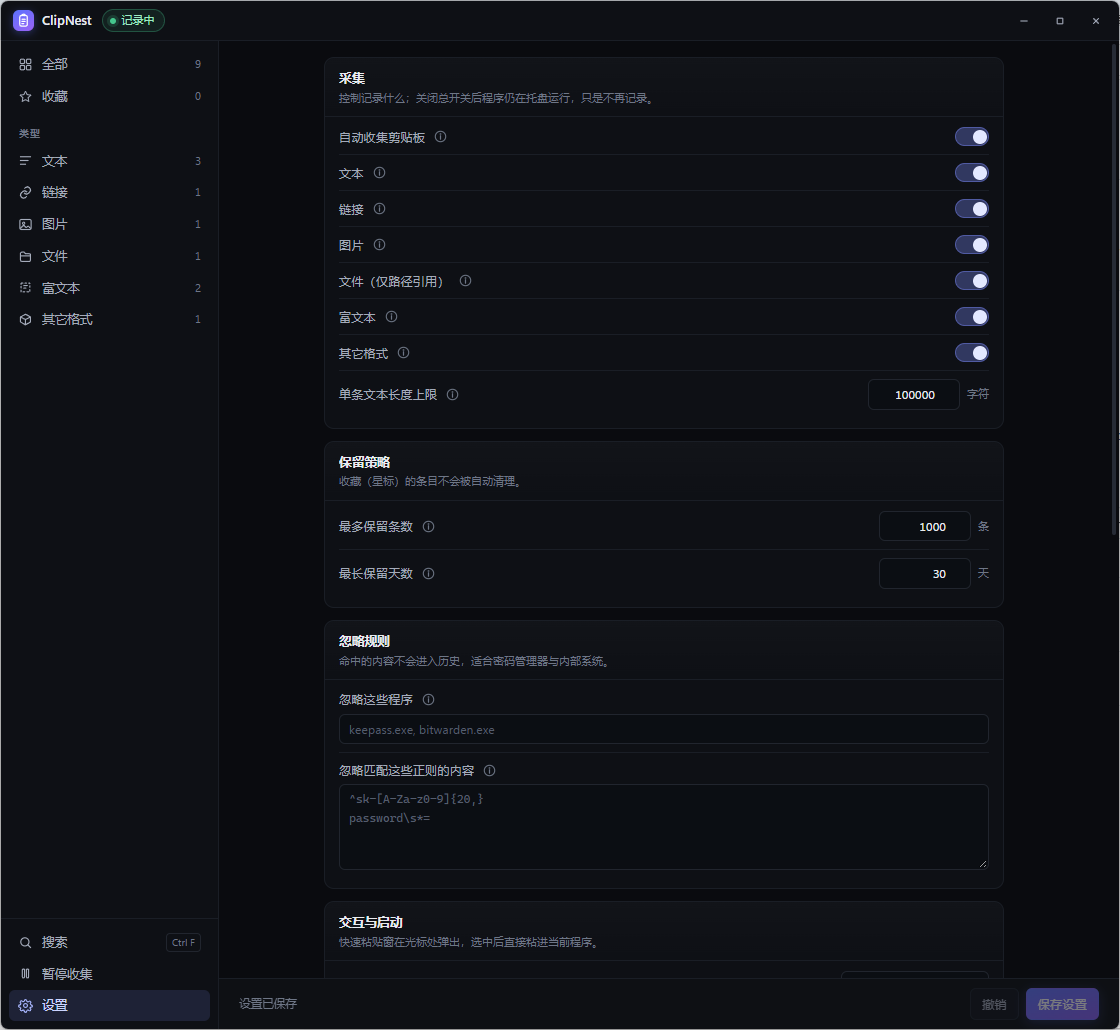 ClipNest 记录中
全部 9
收藏 0
类型
文本 3
链接 1
图片 1
文件 1
富文本 2
其它格式 1
搜索 Ctrl F
暂停收集
设置
采集
控制记录什么；关闭总开关后程序仍在托盘运行，只是不再记录。
自动收集剪贴板
文本
链接
图片
文件（仅路径引用）
富文本
其它格式
单条文本长度上限 100000 字符
保留策略
收藏（星标）的条目不会被自动清理。
最多保留条数 1000 条
最长保留天数 30 天
忽略规则
命中的内容不会进入历史，适合密码管理器与内部系统。
忽略这些程序
keepass.exe, bitwarden.exe
忽略匹配这些正则的内容
^sk-[A-Za-z0-9]{20,}
password\s*=
交互与启动
快速粘贴窗在光标处弹出，选中后直接粘进当前程序。
设置已保存 撤销 保存设置